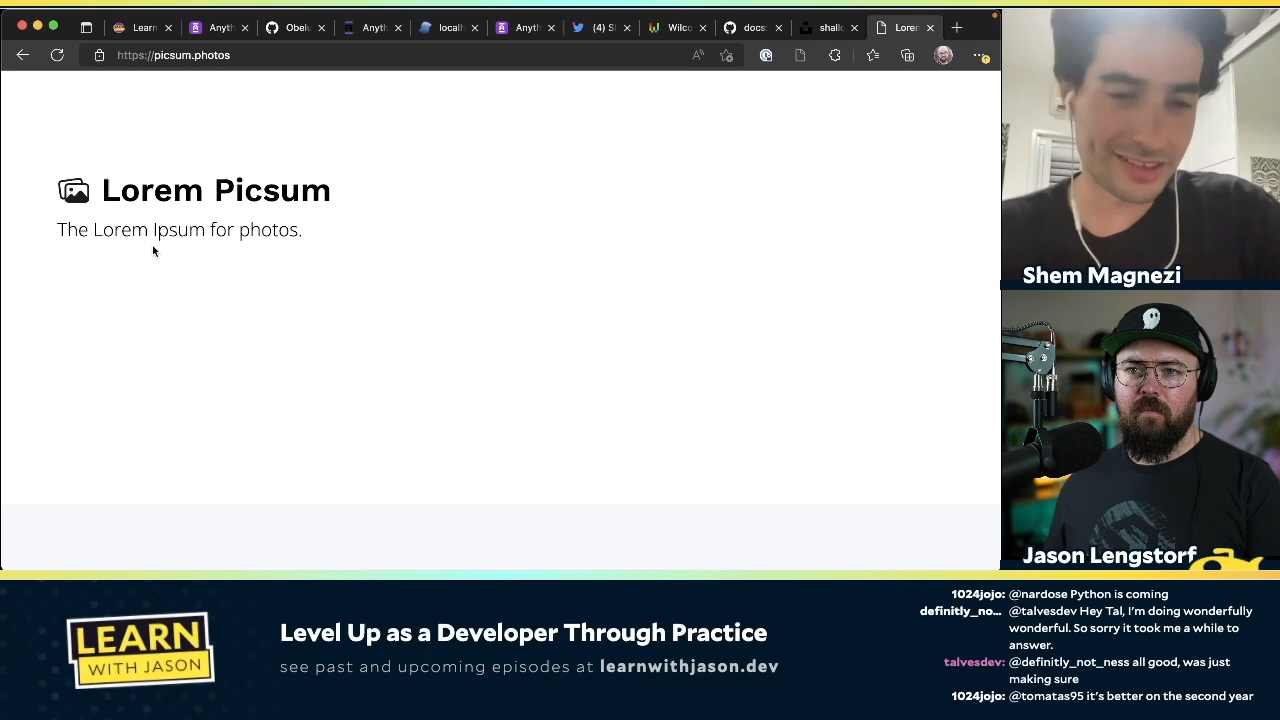 Learn
Anyth
Obelu
Anyth
localh
Anyth
(4) S
Wilco
docs:
shall
Loren
https://picsum.photos
Lorem Picsum
The Lorem Ipsum for photos.
Shem Magnezi
Jason Lengstorf
LEARN
WITH JASON
Level Up as a Developer Through Practice
see past and upcoming episodes at learnwithjason.dev
1024jojo: @nardose Python is coming
definitly_no... @talvesdev Hey Tal, I'm doing wonderfully
wonderful. So sorry it took me a while to
answer.
talvesdev: @definitly_not_ness all good, was just
making sure
1024jojo: @tomatas95 it's better on the second year